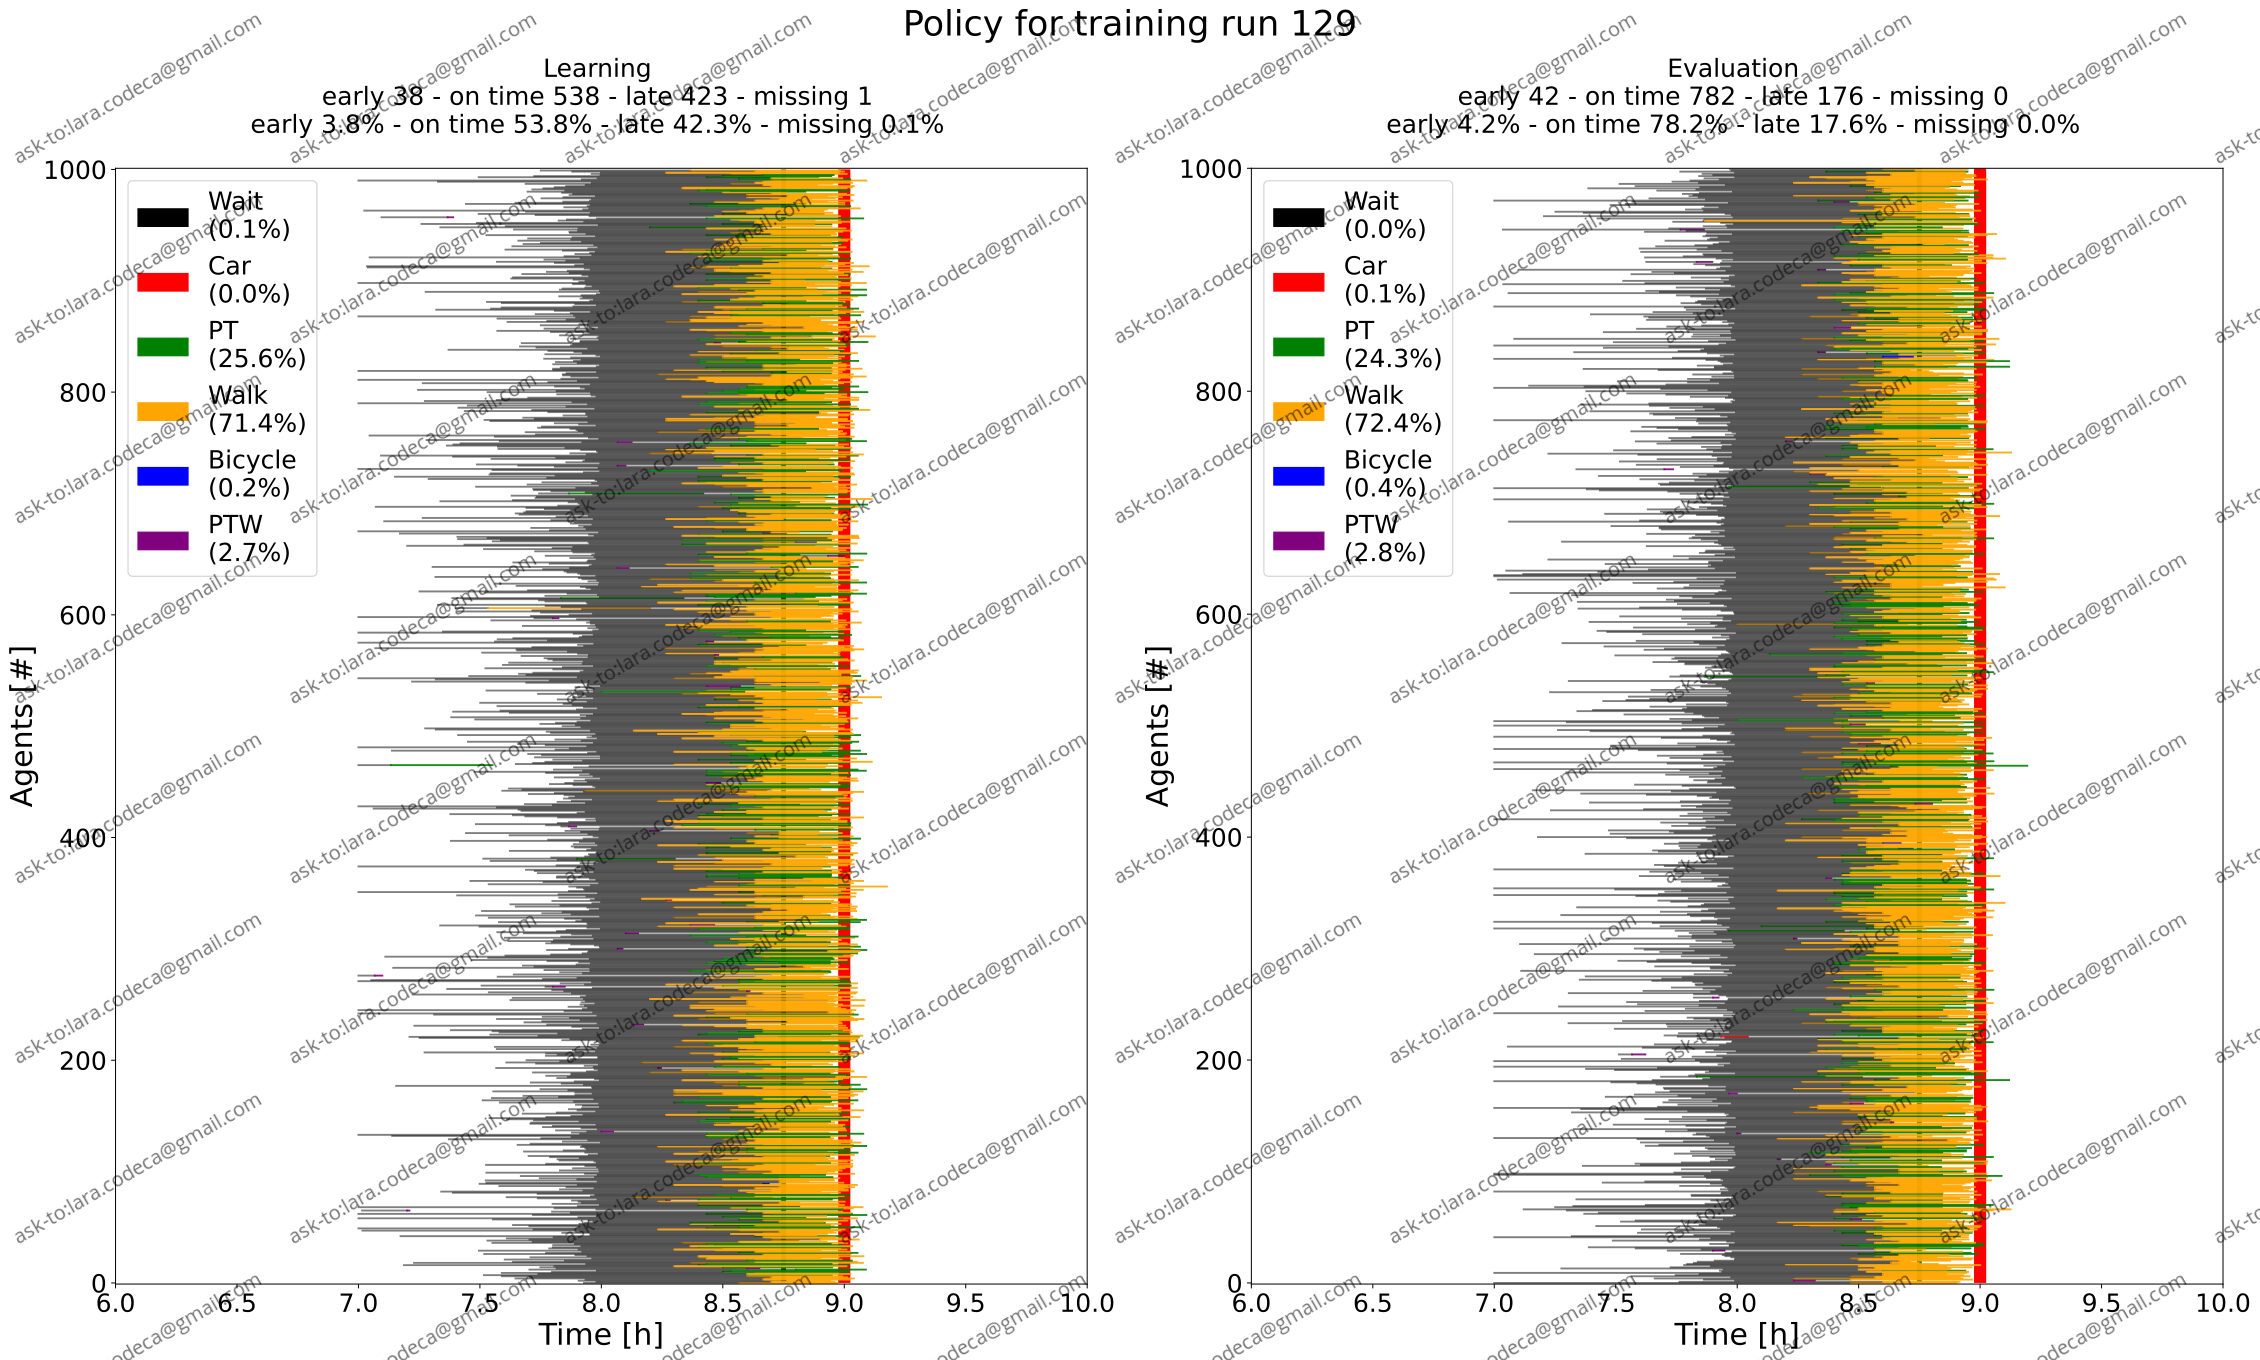 Policy for training run 129
Learning
early 38 - on time 538 - late 423 - missing 1
early 3.8% - on time 53.8% - late 42.3% - missing 0.1%
1000
800
600
400
200
0
Agents [#]
Wait
(0.1%)
Car
(0.0%)
PT
(25.6%)
Walk
(71.4%)
Bicycle
(0.2%)
PTW
(2.7%)
6.0 6.5 7.0 7.5 8.0 8.5 9.0 9.5 10.0
Time [h]
Evaluation
early 42 - on time 782 - late 176 - missing 0
early 4.2% - on time 78.2% - late 17.6% - missing 0.0%
1000
800
600
400
200
0
Agents [#]
Wait
(0.0%)
Car
(0.1%)
PT
(24.3%)
Walk
(72.4%)
Bicycle
(0.4%)
PTW
(2.8%)
6.0 6.5 7.0 7.5 8.0 8.5 9.0 9.5 10.0
Time [h]
ask-to:lara.codeca@gmail.com